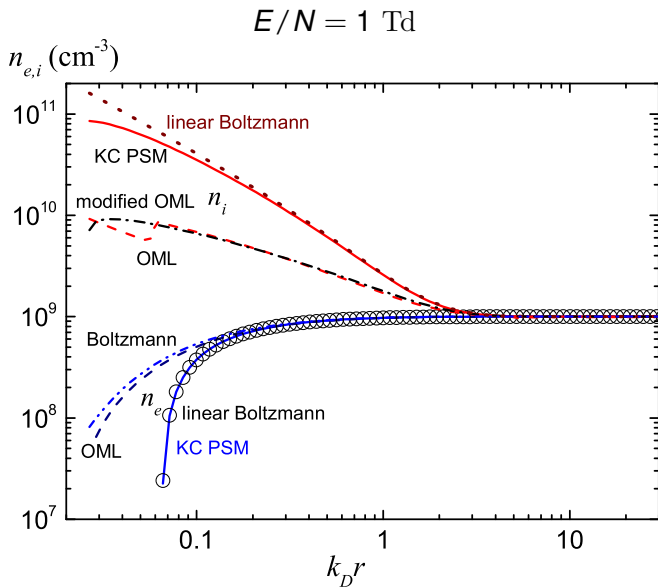 E/N = 1 Td
n_{e,i} (cm^{-3})
10^{11}
linear Boltzmann
KC PSM
modified OML
n_i
10^{10}
OML
10^9
Boltzmann
n_e
linear Boltzmann
10^8
OML
KC PSM
10^7
0.1 1 10
k_D r